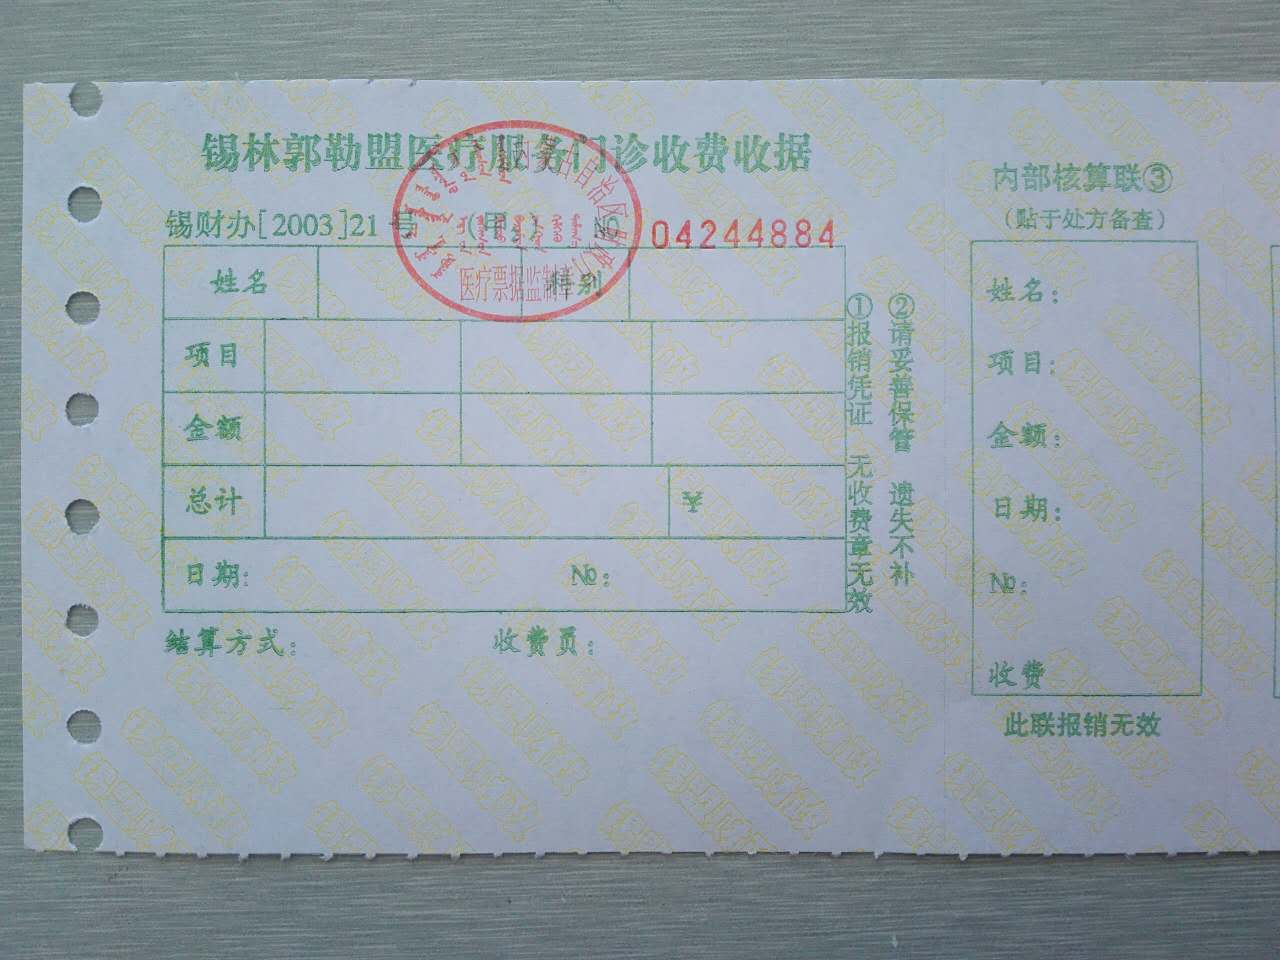 锡林郭勒盟医疗服务门诊收费收据
锡财办[2003]21号 (甲) № 04244884
内蒙古自治区财政厅
医疗票据监制章
姓名 性别
项目
金额
总计 ¥
日期: №:
结算方式: 收费员:
①报销凭证 无收费章无效
②请妥善保管 遗失不补
内部核算联③
(贴于处方备查)
姓名:
项目:
金额:
日期:
№:
收费
此联报销无效